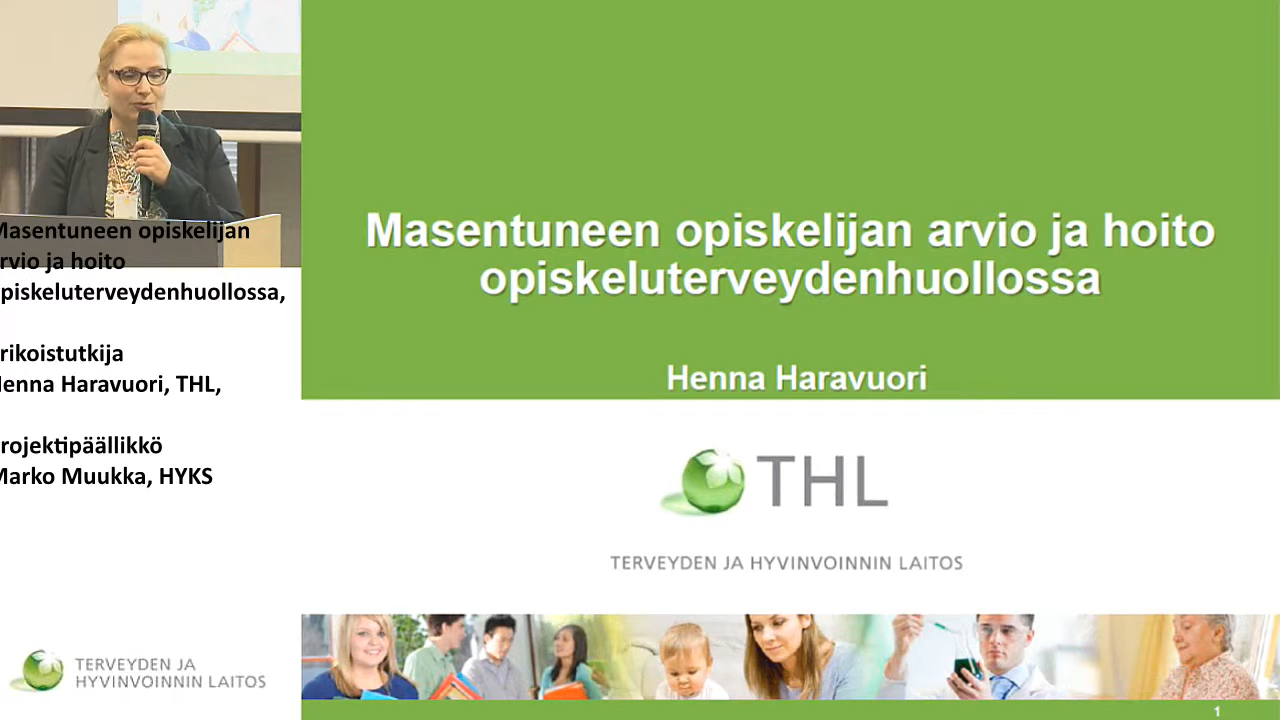 Masentuneen opiskelijan
rvio ja hoito
piskeluterveydenhuollossa,
rikoistutkija
Henna Haravuori, THL,
rojektipäällikkö
Marko Muukka, HYKS
TERVEYDEN JA
HYVINVOINNIN LAITOS
Masentuneen opiskelijan arvio ja hoito
opiskeluterveydenhuollossa
Henna Haravuori
THL
TERVEYDEN JA HYVINVOINNIN LAITOS
1